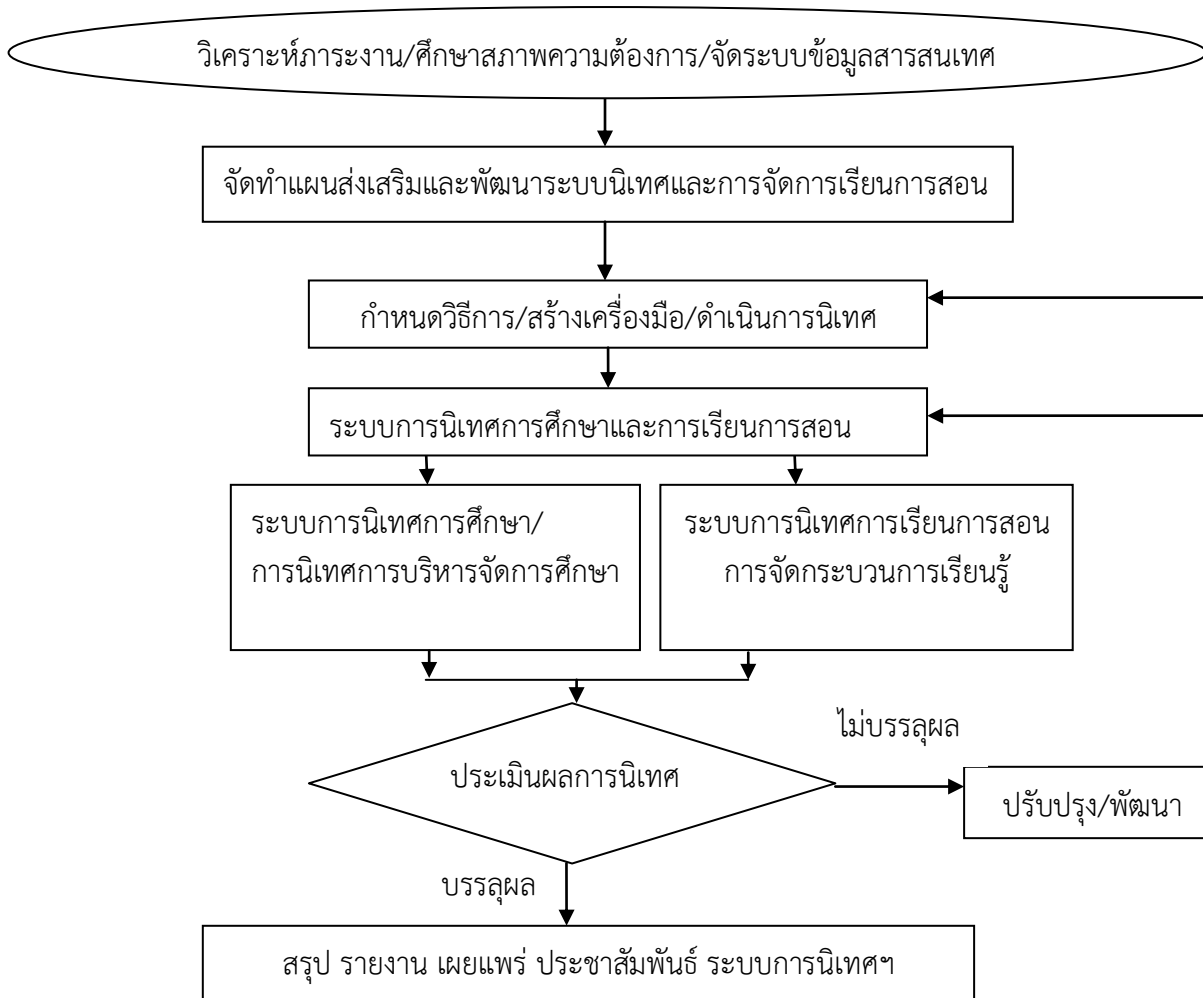 วิเคราะห์ภาระงาน/ศึกษาสภาพความต้องการ/จัดระบบข้อมูลสารสนเทศ
จัดทำแผนส่งเสริมและพัฒนาระบบนิเทศและการจัดการเรียนการสอน
กำหนดวิธีการ/สร้างเครื่องมือ/ดำเนินการนิเทศ
ระบบการนิเทศการศึกษาและการเรียนการสอน
ระบบการนิเทศการศึกษา/
การนิเทศการบริหารจัดการศึกษา
ระบบการนิเทศการเรียนการสอน
การจัดกระบวนการเรียนรู้
ไม่บรรลุผล
ประเมินผลการนิเทศ
ปรับปรุง/พัฒนา
บรรลุผล
สรุป รายงาน เผยแพร่ ประชาสัมพันธ์ ระบบการนิเทศฯ